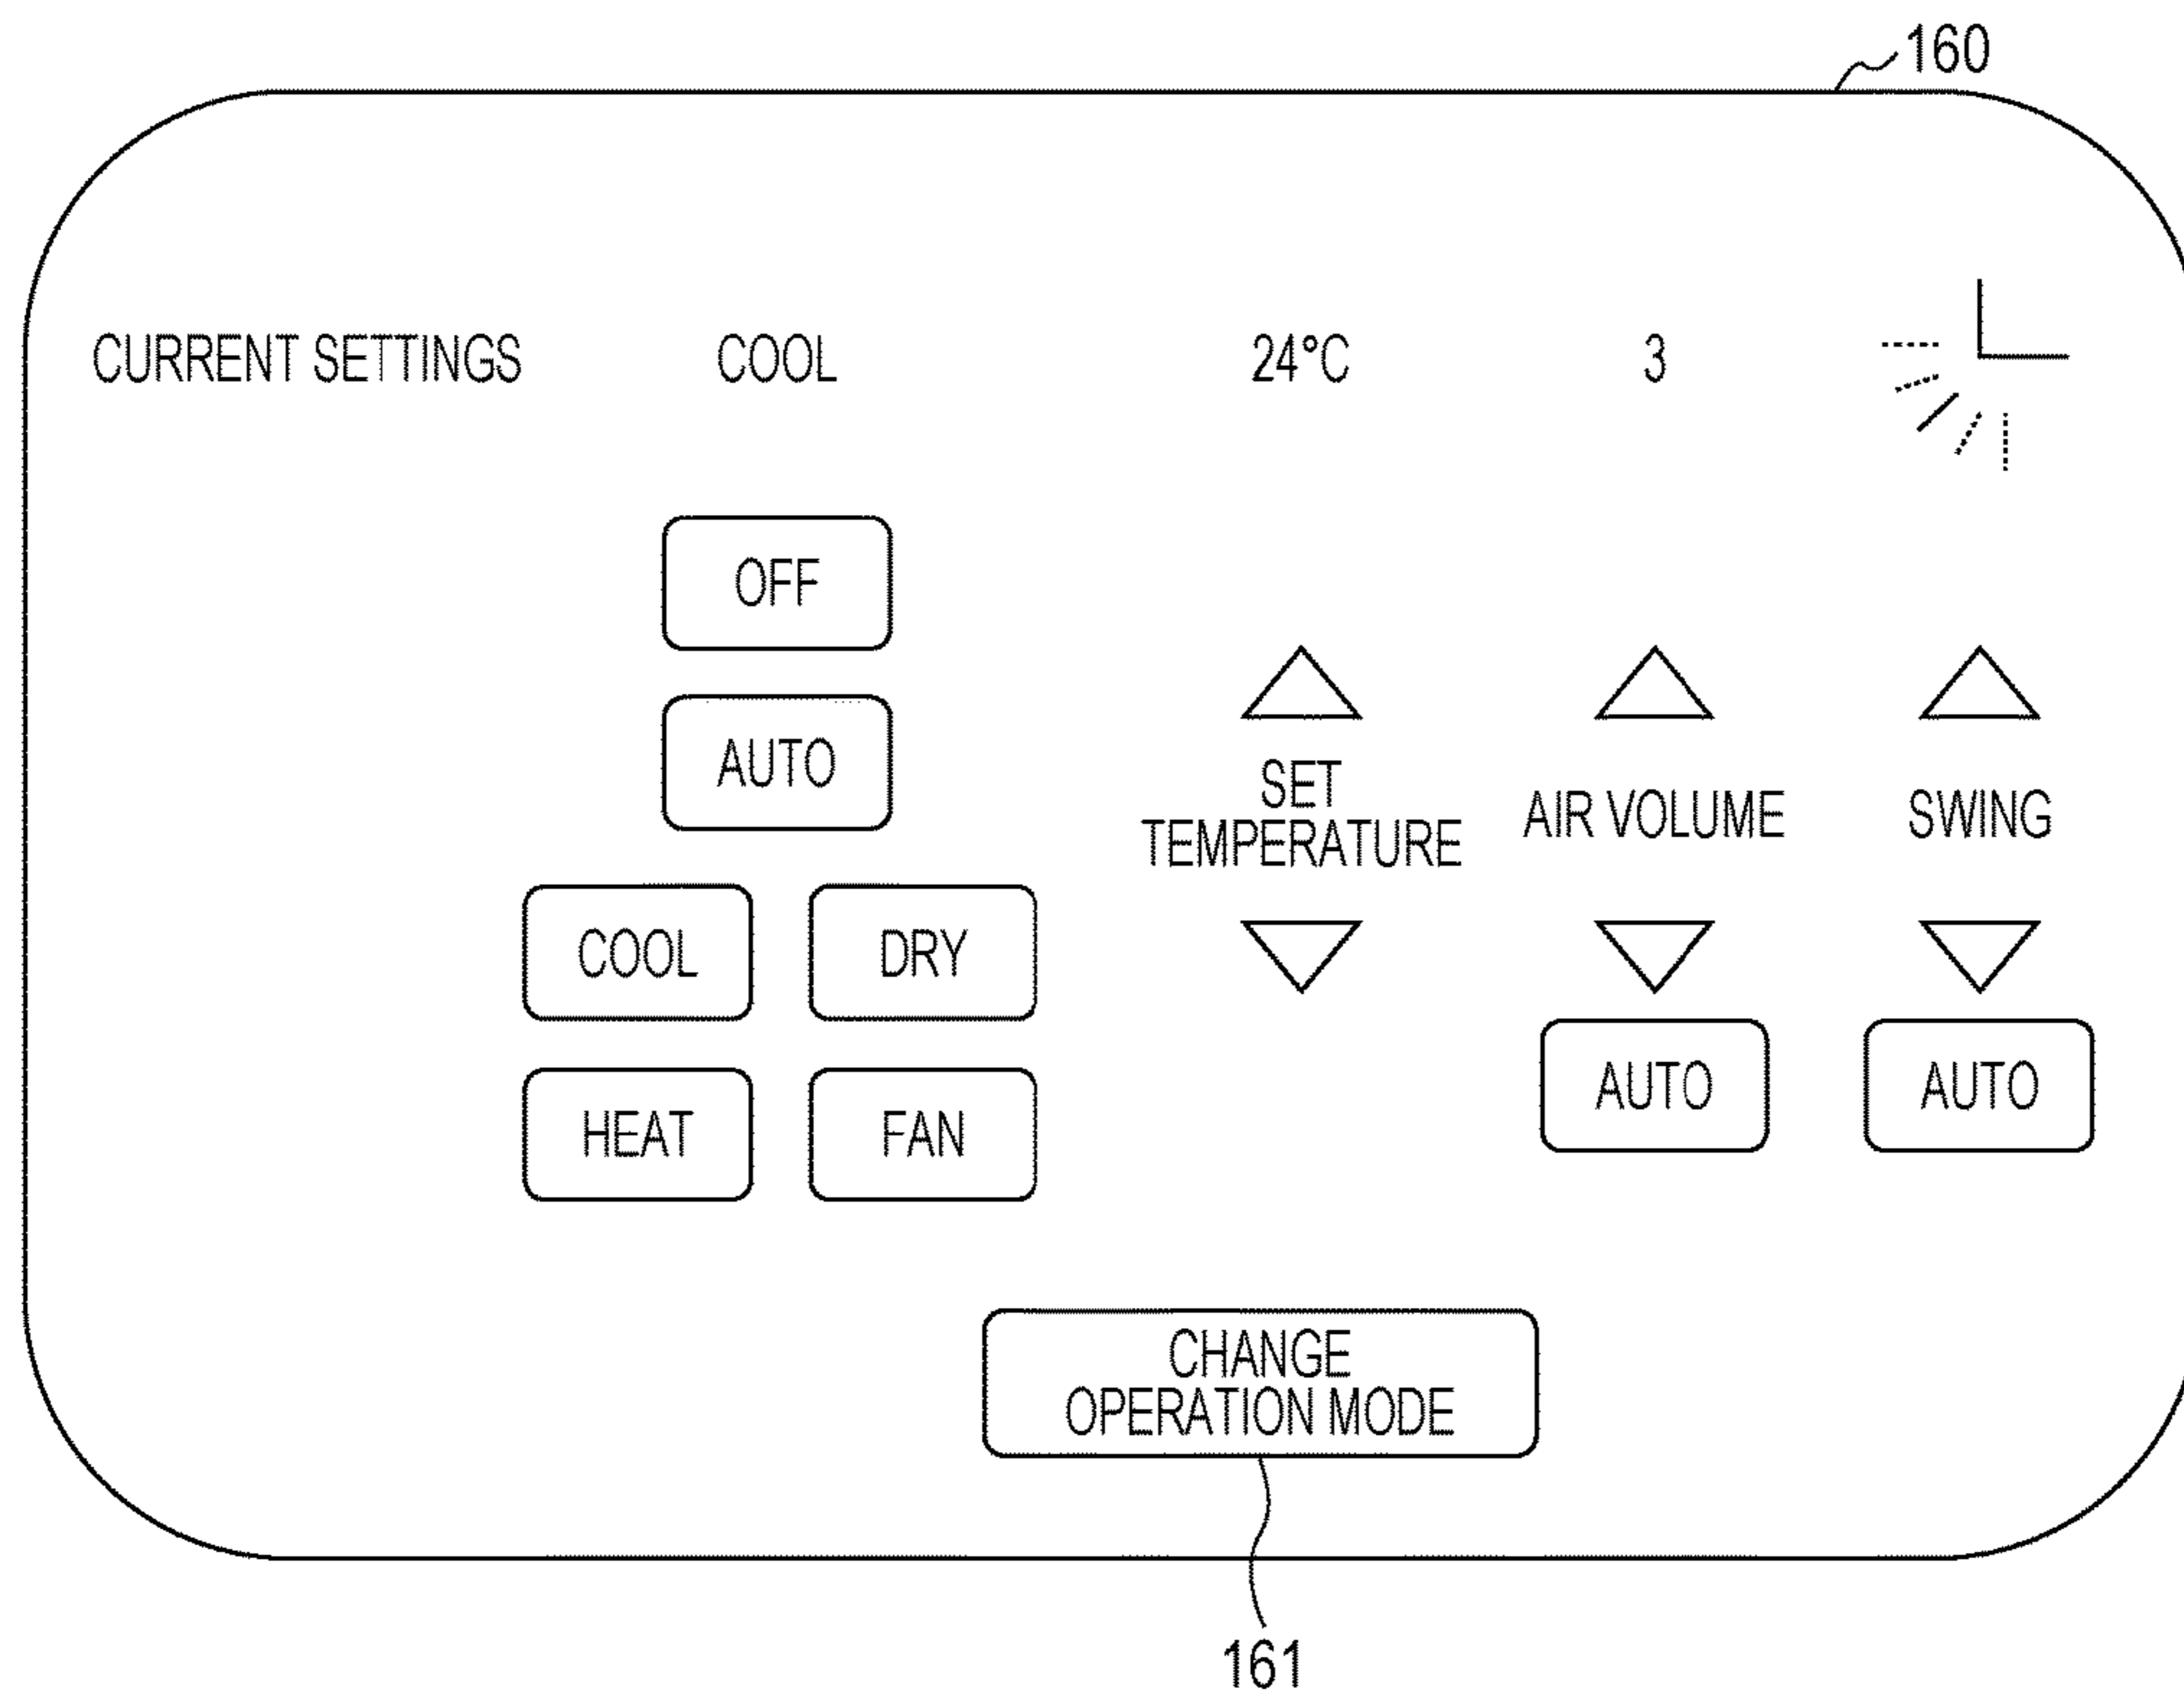 160
CURRENT SETTINGS COOL 24°C 3
OFF
AUTO
SET
TEMPERATURE
AIR VOLUME
SWING
COOL DRY
AUTO AUTO
HEAT FAN
CHANGE
OPERATION MODE
161